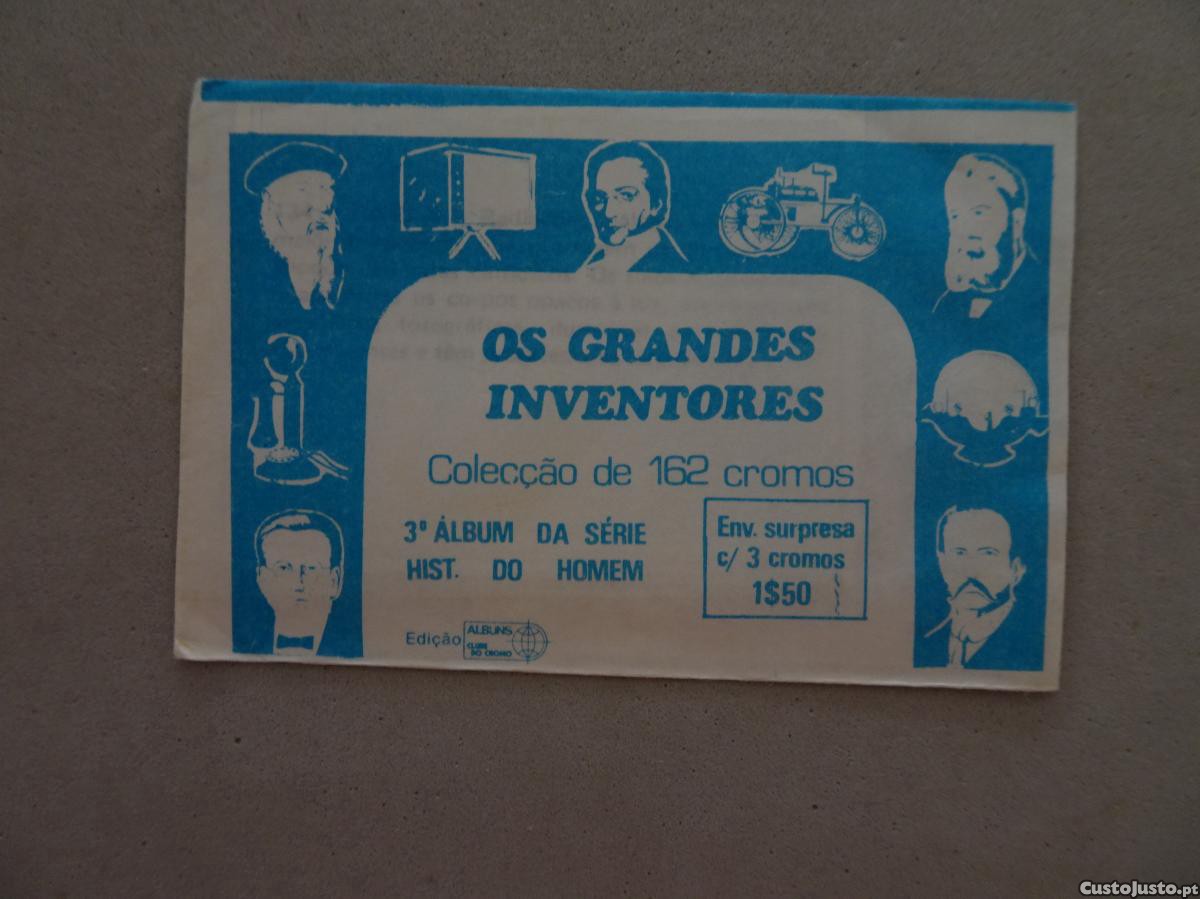 OS GRANDES
INVENTORES
Colecção de 162 cromos
3º ÁLBUM DA SÉRIE
HIST. DO HOMEM
Env. surpresa
c/ 3 cromos
1$50
Edição
ALBUNS
CLUBE
DO CROMO
CustoJusto.pt